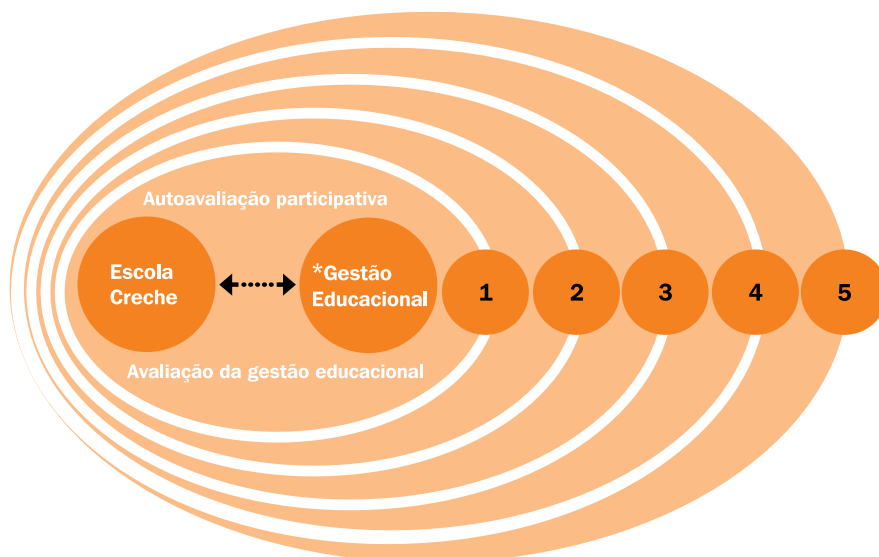 Autoavaliação participativa
Escola
Creche
*Gestão
Educacional
1
2
3
4
5
Avaliação da gestão educacional